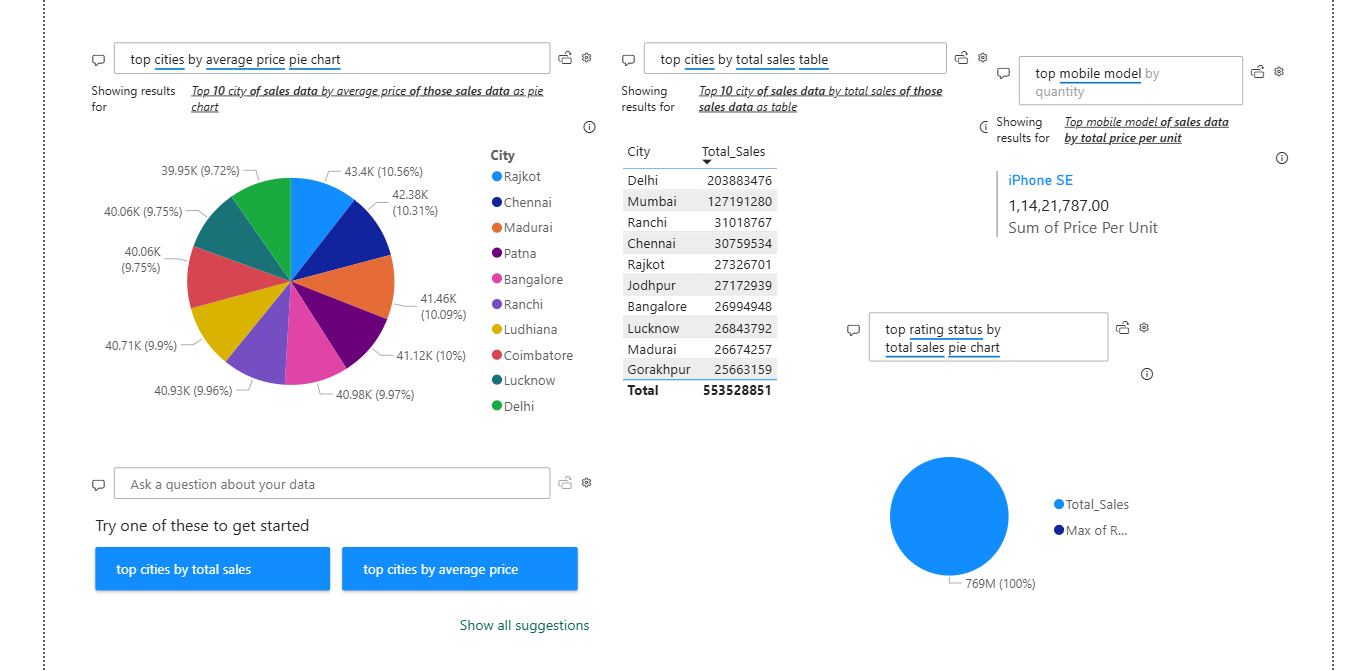 top cities by average price pie chart
Showing results
for
Top 10 city of sales data by average price of those sales data as pie
chart
City
Rajkot
Chennai
Madurai
Patna
Bangalore
Ranchi
Ludhiana
Coimbatore
Lucknow
Delhi
43.4K (10.56%)
42.38K
(10.31%)
41.46K
(10.09%)
41.12K (10%)
40.98K (9.97%)
40.93K (9.96%)
40.71K (9.9%)
40.06K
(9.75%)
40.06K (9.75%)
39.95K (9.72%)
top cities by total sales table
Showing
results for
Top 10 city of sales data by total sales of those
sales data as table
City Total_Sales
Delhi 203883476
Mumbai 127191280
Ranchi 31018767
Chennai 30759534
Rajkot 27326701
Jodhpur 27172939
Bangalore 26994948
Lucknow 26843792
Madurai 26674257
Gorakhpur 25663159
Total 553528851
top mobile model by
quantity
Showing
results for
Top mobile model of sales data
by total price per unit
iPhone SE
1,14,21,787.00
Sum of Price Per Unit
top rating status by
total sales pie chart
Total_Sales
Max of R...
769M (100%)
Ask a question about your data
Try one of these to get started
top cities by total sales
top cities by average price
Show all suggestions